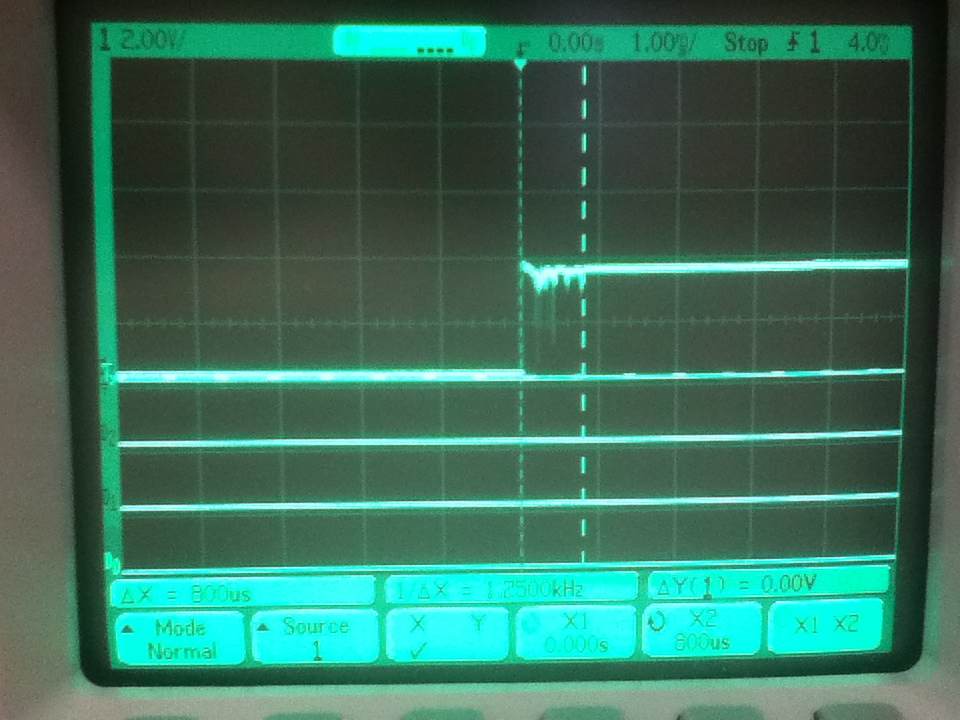 1 2.00V/ 0.00s 1.00 / Stop 1 4.0
ΔX = 800us 1/ΔX = 1.2500kHz ΔY(1) = 0.00V
Mode Source X Y X1 X2 X1 X2
Normal 1 ✓ 0.000s 800us